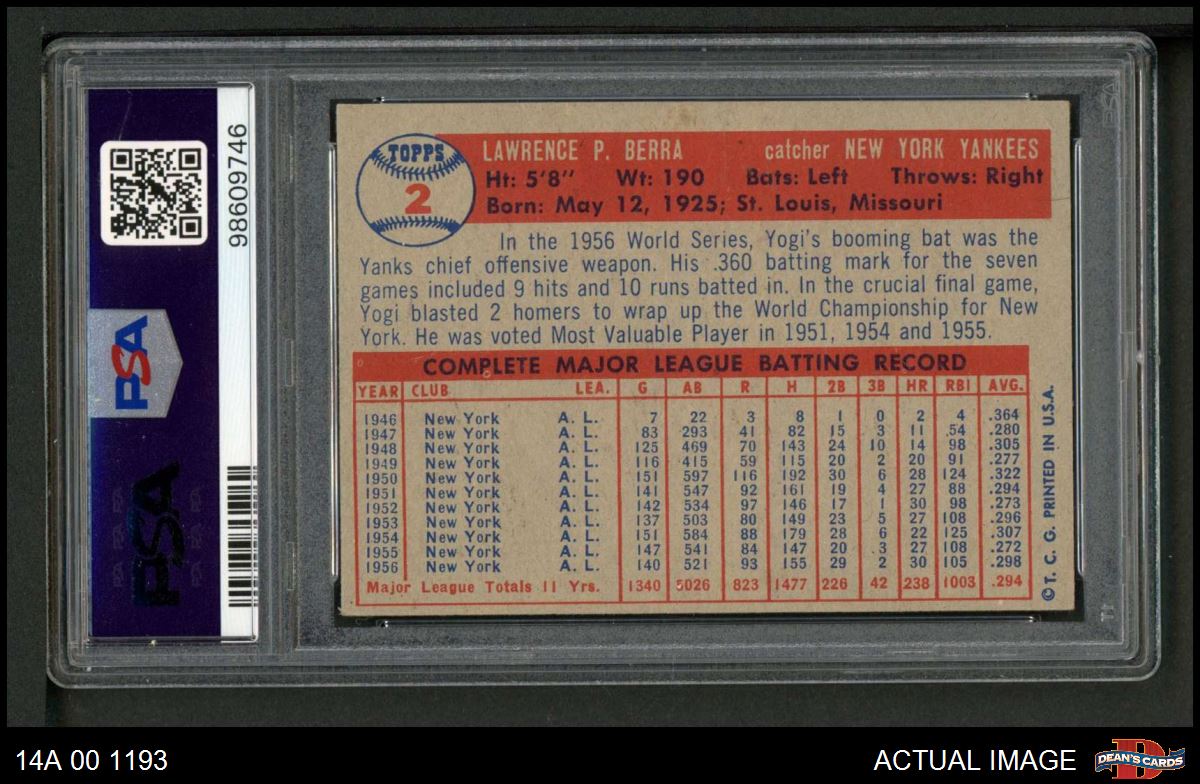 98609746
PSA
PSA
TOPPS
2
LAWRENCE P. BERRA catcher NEW YORK YANKEES
Ht: 5'8" Wt: 190 Bats: Left Throws: Right
Born: May 12, 1925; St. Louis, Missouri
In the 1956 World Series, Yogi's booming bat was the
Yanks chief offensive weapon. His .360 batting mark for the seven
games included 9 hits and 10 runs batted in. In the crucial final game,
Yogi blasted 2 homers to wrap up the World Championship for New
York. He was voted Most Valuable Player in 1951, 1954 and 1955.
COMPLETE MAJOR LEAGUE BATTING RECORD
YEAR CLUB LEA. G AB R H 2B 3B HR RBI AVG.
1946 New York A. L. 7 22 3 8 1 0 2 4 .364
1947 New York A. L. 83 293 41 82 15 3 11 54 .280
1948 New York A. L. 125 469 70 143 24 10 14 98 .305
1949 New York A. L. 116 415 59 115 20 2 20 91 .277
1950 New York A. L. 151 597 116 192 30 6 28 124 .322
1951 New York A. L. 141 547 92 161 19 4 27 88 .294
1952 New York A. L. 142 534 97 146 17 1 30 98 .273
1953 New York A. L. 137 503 80 149 23 5 27 108 .296
1954 New York A. L. 151 584 88 179 28 6 22 125 .307
1955 New York A. L. 147 541 84 147 20 3 27 108 .272
1956 New York A. L. 140 521 93 155 29 2 30 105 .298
Major League Totals 11 Yrs. 1340 5026 823 1477 226 42 238 1003 .294
© T. C. G. PRINTED IN U.S.A.
14A 00 1193
ACTUAL IMAGE
DEAN'S CARDS